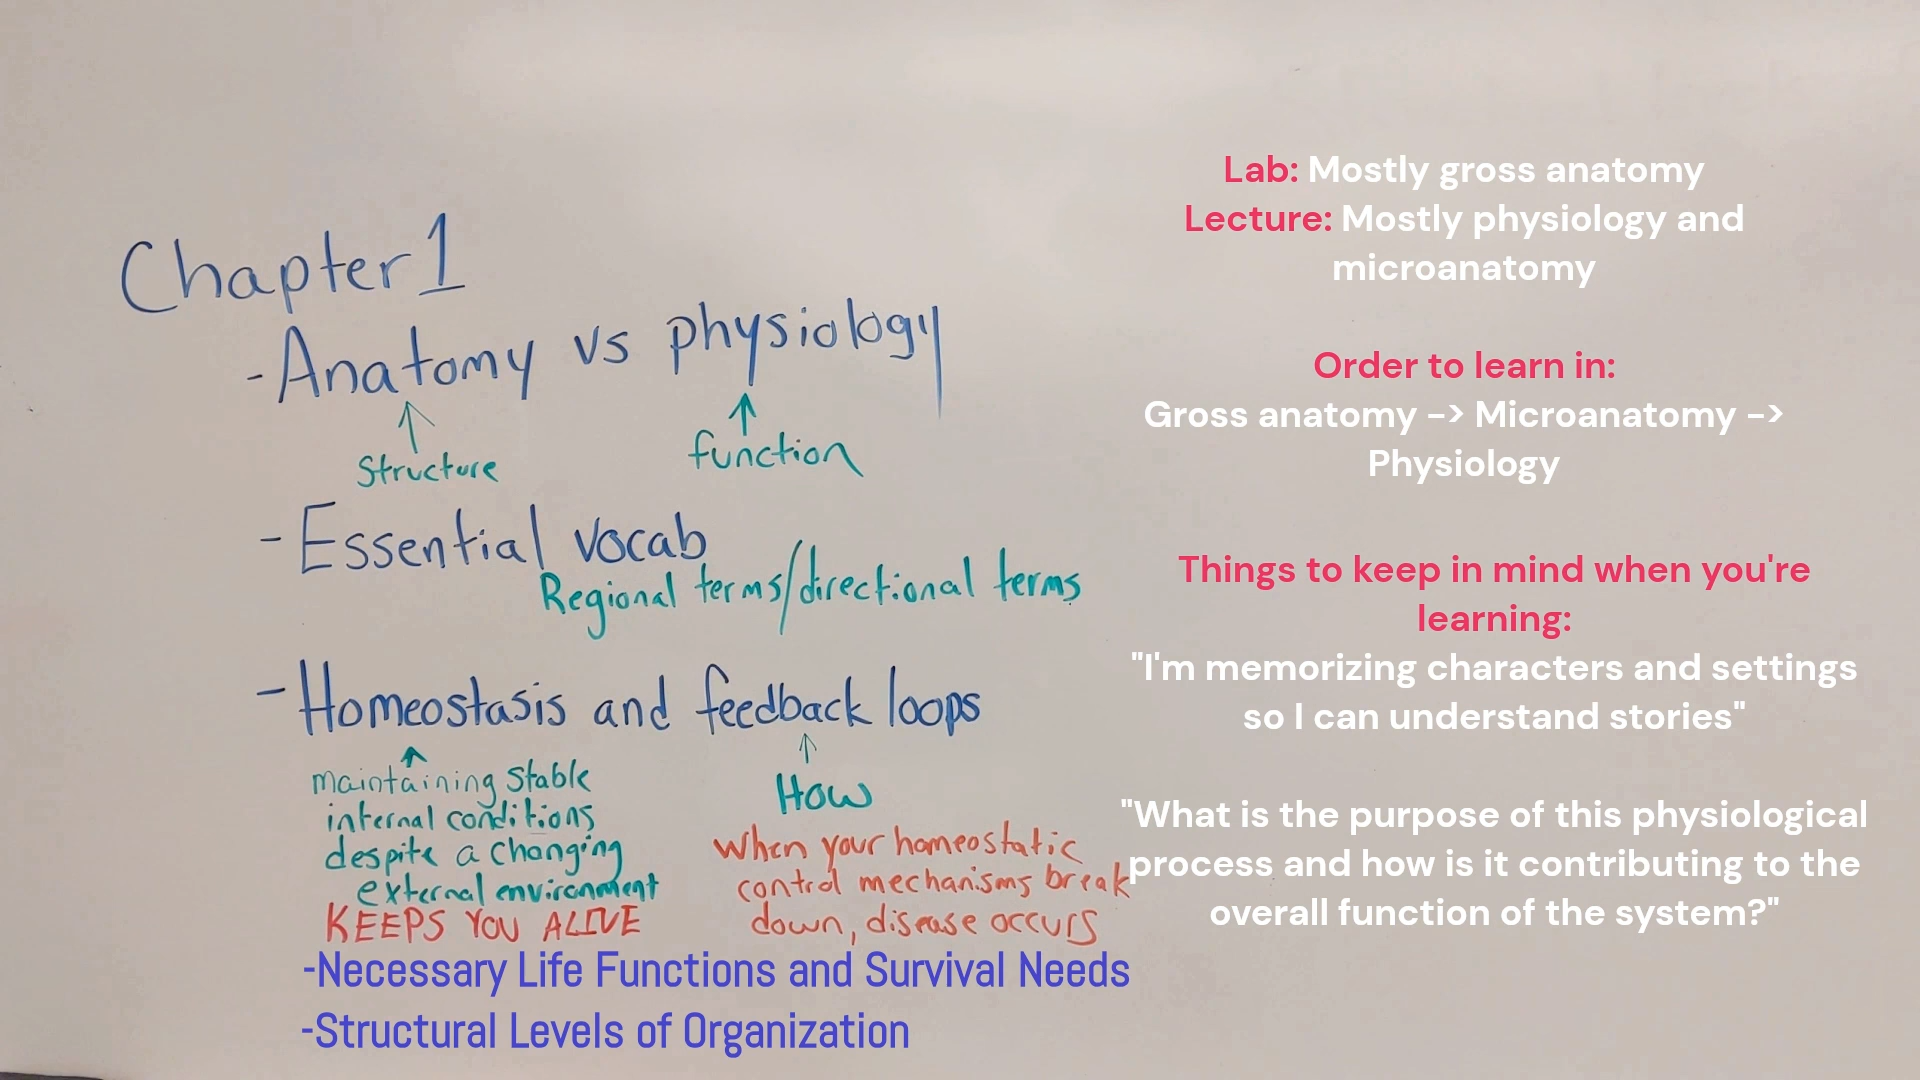 Chapter 1
-Anatomy vs physiology
Structure
function
-Essential vocab
Regional terms/directional terms
-Homeostasis and feedback loops
maintaining stable
internal conditions
despite a changing
external environment
KEEPS YOU ALIVE
How
When your homeostatic
control mechanisms break
down, disease occurs
-Necessary Life Functions and Survival Needs
-Structural Levels of Organization
Lab: Mostly gross anatomy
Lecture: Mostly physiology and
microanatomy
Order to learn in:
Gross anatomy -> Microanatomy ->
Physiology
Things to keep in mind when you're
learning:
"I'm memorizing characters and settings
so I can understand stories"
"What is the purpose of this physiological
process and how is it contributing to the
overall function of the system?"